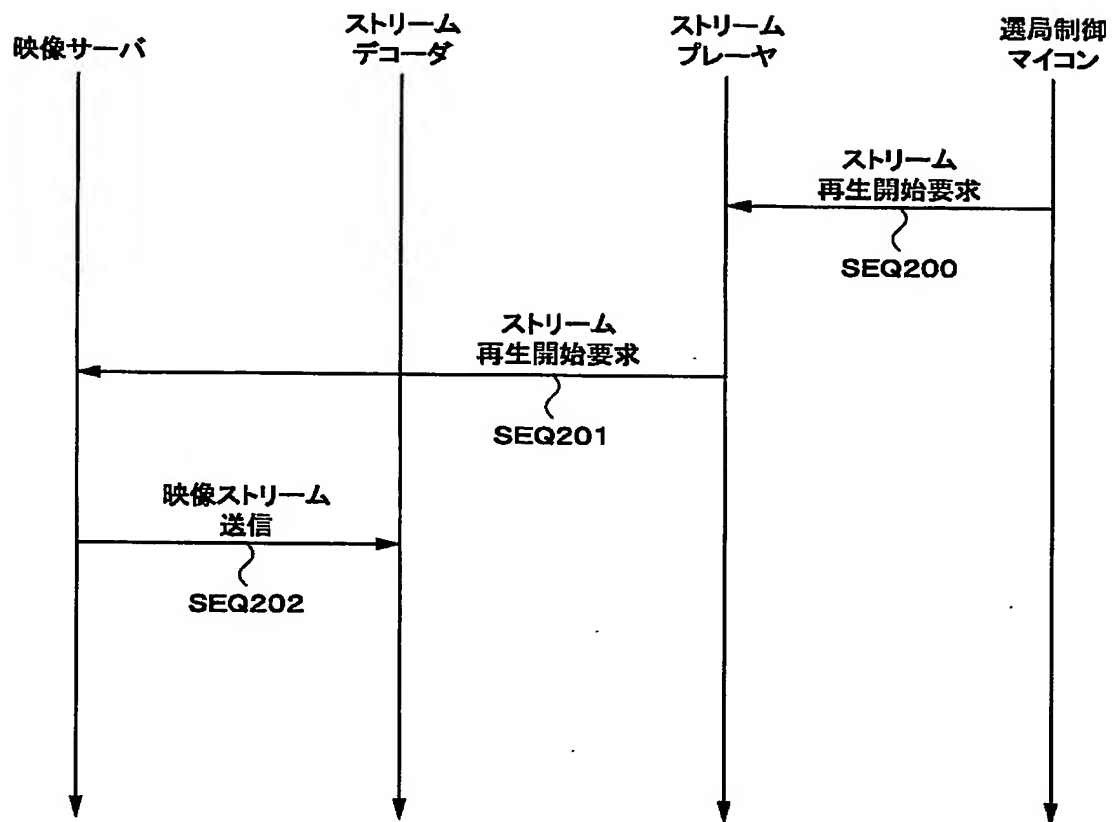 映像サーバ
ストリーム
デコーダ
ストリーム
プレーヤ
選局制御
マイコン
ストリーム
再生開始要求
SEQ200
ストリーム
再生開始要求
SEQ201
映像ストリーム
送信
SEQ202